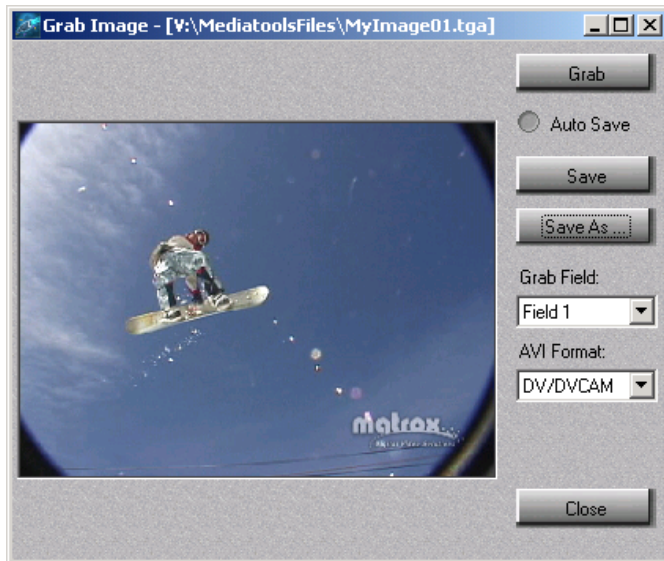 Grab Image - [V:\MediatoolsFiles\MyImage01.tga]
Grab
Auto Save
Save
Save As ...
Grab Field:
Field 1
AVI Format:
DV/DVCAM
matrox
Close